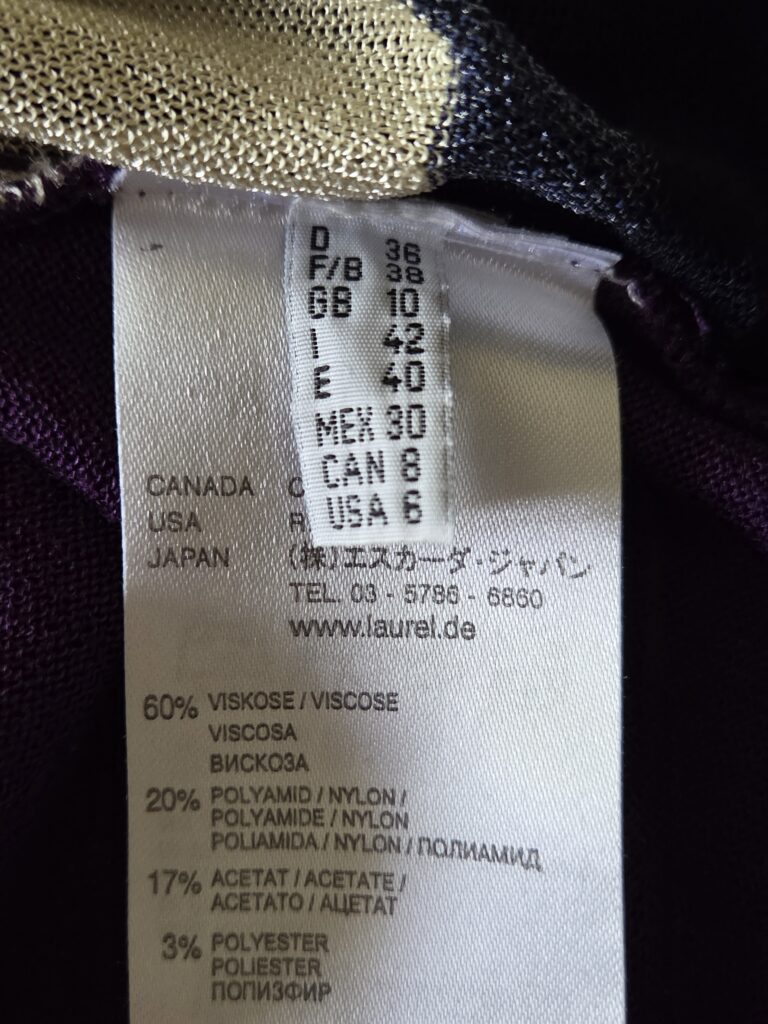 D 36
F/B 38
GB 10
I 42
E 40
MEX 30
CAN 8
USA 6
CANADA
USA
JAPAN (株)エスカーダ・ジャパン
TEL 03 - 5786 - 6860
www.laurel.de
60% VISKOSE / VISCOSE
VISCOSA
ВИСКОЗА
20% POLYAMID / NYLON /
POLYAMIDE / NYLON
POLIAMIDA / NYLON / ПОЛИАМИД
17% ACETAT / ACETATE /
ACETATO / АЦЕТАТ
3% POLYESTER
POLIESTER
ПОПИЗФИР